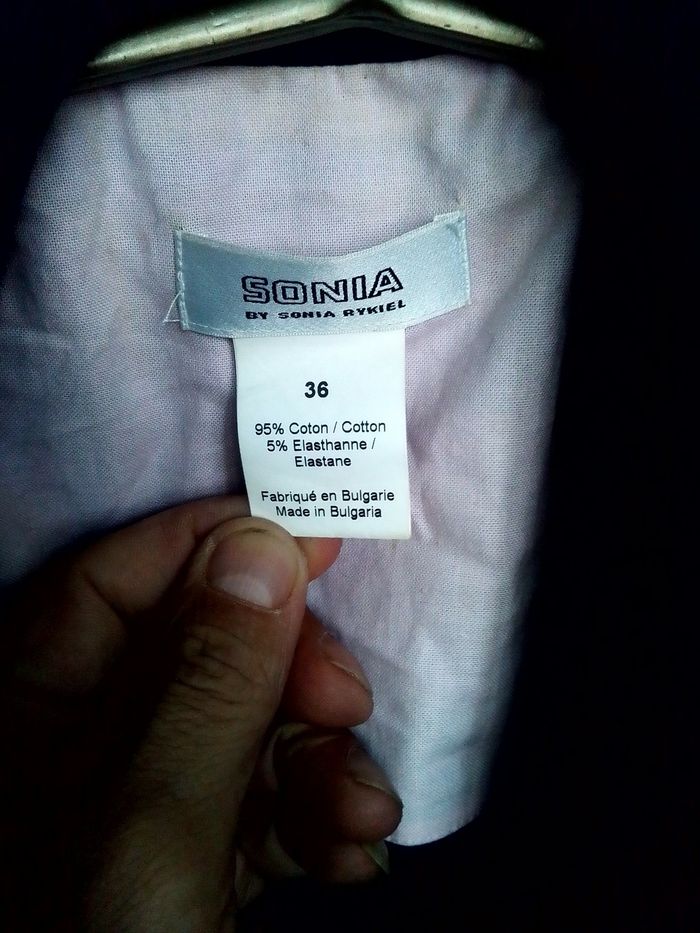 SONIA
BY SONIA RYKIEL
36
95% Coton / Cotton
5% Elasthanne /
Elastane
Fabriqué en Bulgarie
Made in Bulgaria